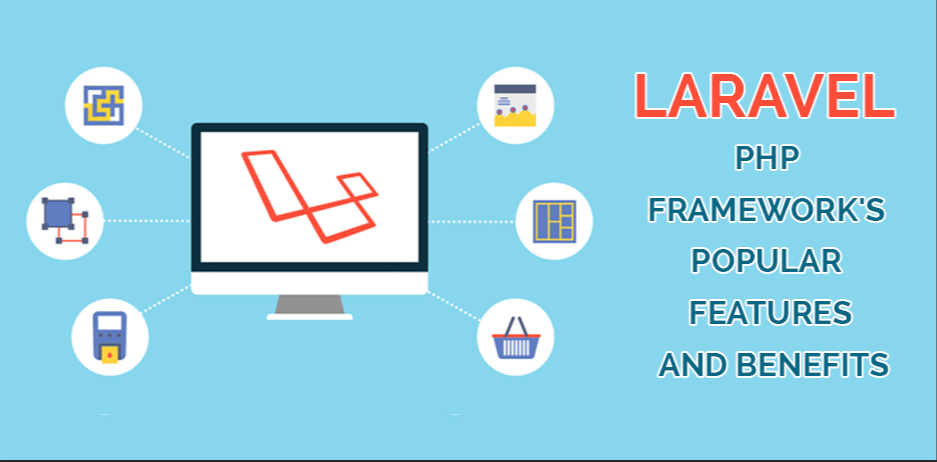 LARAVEL
PHP
FRAMEWORK'S
POPULAR
FEATURES
AND BENEFITS